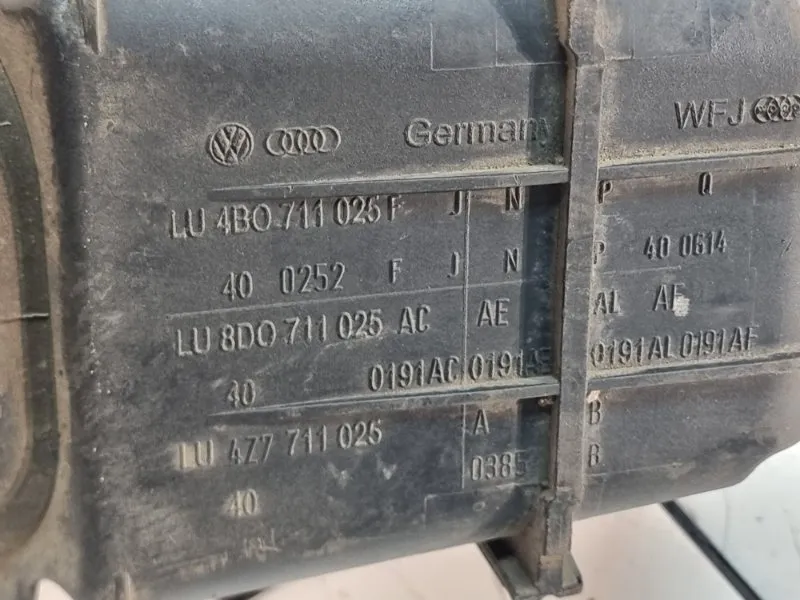 Germany WFJ
LU 4B0 711 025 F J N P Q
40 0252 F J N P 40 0614
LU 8D0 711 025 AC AE AL AF
40 0191AC 0191AE 0191AL 0191AF
LU 4Z7 711 025 A B
40 0385 B